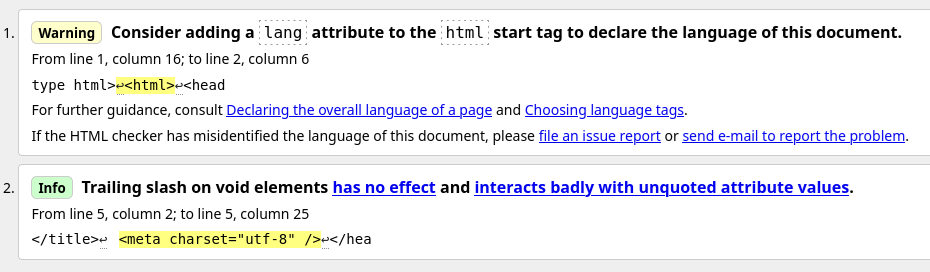 1. Warning Consider adding a lang attribute to the html start tag to declare the language of this document.
From line 1, column 16; to line 2, column 6
type html>↩<html>↩<head
For further guidance, consult Declaring the overall language of a page and Choosing language tags.
If the HTML checker has misidentified the language of this document, please file an issue report or send e-mail to report the problem.
2. Info Trailing slash on void elements has no effect and interacts badly with unquoted attribute values.
From line 5, column 2; to line 5, column 25
</title>↩ <meta charset="utf-8" />↩</hea